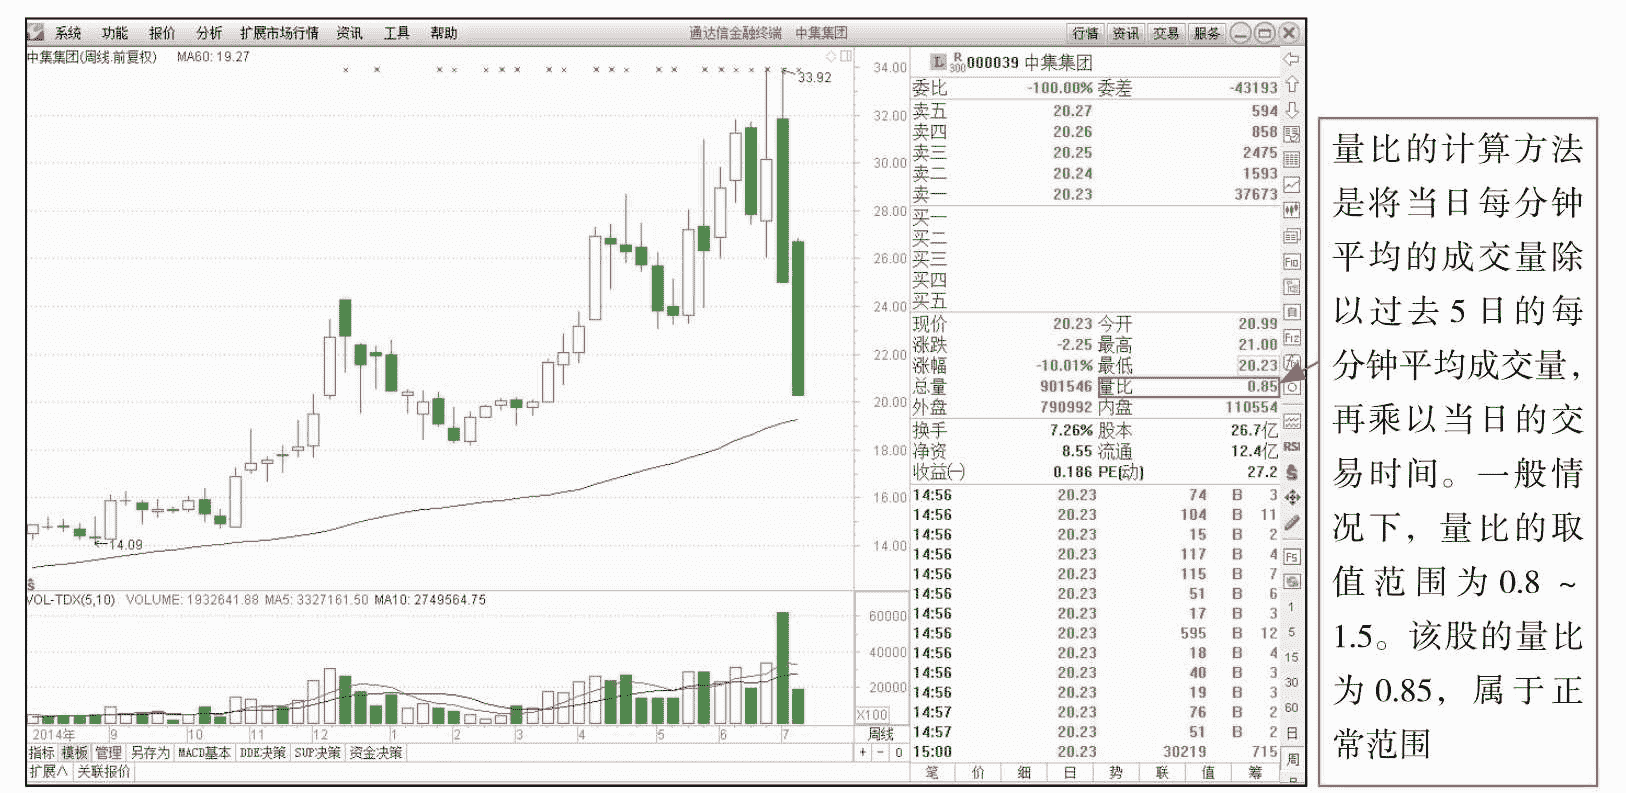 系统 功能 报价 分析 扩展市场行情 资讯 工具 帮助 通达信金融终端 中集集团 行情 资讯 交易 服务
中集集团(周线.前复权) MA60: 19.27
33.92
14.09
34.00
32.00
30.00
28.00
26.00
24.00
22.00
20.00
18.00
16.00
14.00
VOL-TDX(5,10) VOLUME: 1932641.88 MA5: 3327161.50 MA10: 2749564.75
60000
40000
20000
X100
2014年 9 10 11 12 1 2 3 4 5 6 7 周线
指标 模板 管理 另存为 MACD基本 DDE决策 SUP决策 资金决策 + - 0
扩展∧ 关联报价
L R 300 000039 中集集团
委比 -100.00% 委差 -43193
卖五 20.27 594
卖四 20.26 858
卖三 20.25 2475
卖二 20.24 1593
卖一 20.23 37673
买一
买二
买三
买四
买五
现价 20.23 今开 20.99
涨跌 -2.25 最高 21.00
涨幅 -10.01% 最低 20.23
总量 901546 量比 0.85
外盘 790992 内盘 110554
换手 7.26% 股本 26.7亿
净资 8.55 流通 12.4亿
收益(一) 0.186 PE(动) 27.2
14:56 20.23 74 B 3
14:56 20.23 104 B 11
14:56 20.23 15 B 2
14:56 20.23 117 B 4
14:56 20.23 115 B 7
14:56 20.23 51 B 6
14:56 20.23 17 B 3
14:56 20.23 595 B 12
14:56 20.23 18 B 4
14:56 20.23 40 B 3
14:56 20.23 19 B 3
14:57 20.23 76 B 2
14:57 20.23 51 B 2
15:00 20.23 30219 715
笔 价 细 日 势 联 值 筹
F10
F12
RSI
F5
1
5
15
30
60
日
周
量比的计算方法
是将当日每分钟
平均的成交量除
以过去5日的每
分钟平均成交量，
再乘以当日的交
易时间。一般情
况下，量比的取
值范围为0.8 ~
1.5。该股的量比
为0.85，属于正
常范围